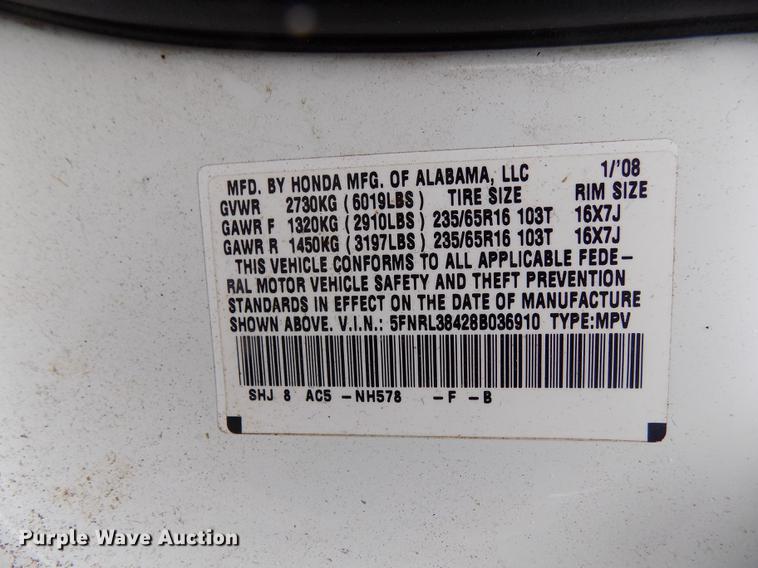 MFD. BY HONDA MFG. OF ALABAMA, LLC 1/'08
GVWR 2730KG (6019LBS) TIRE SIZE RIM SIZE
GAWR F 1320KG (2910LBS) 235/65R16 103T 16X7J
GAWR R 1450KG (3197LBS) 235/65R16 103T 16X7J
THIS VEHICLE CONFORMS TO ALL APPLICABLE FEDE-
RAL MOTOR VEHICLE SAFETY AND THEFT PREVENTION
STANDARDS IN EFFECT ON THE DATE OF MANUFACTURE
SHOWN ABOVE. V.I.N.: 5FNRL38428B036910 TYPE:MPV
SHJ 8 AC5 -NH578 -F -B
Purple Wave Auction